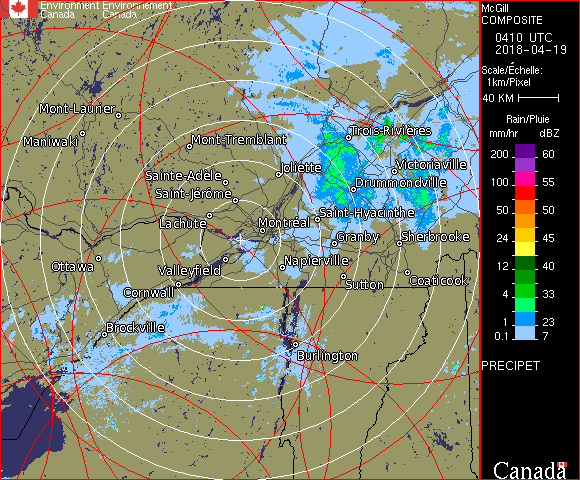 Environment Environnement
Canada Canada
McGill
COMPOSITE
0410 UTC
2018-04-19
Scale/Échelle:
1km/Pixel
40 KM
Rain/Pluie
mm/hr dBZ
200 60
100 55
50 50
24 45
12 40
4 33
1 23
0.1 7
PRECIPET
Canada
Mont-Laurier
Maniwaki
Mont-Tremblant
Trois-Rivières
Joliette
Victoriaville
Sainte-Adèle
Drummondville
Saint-Jérôme
Lachute
Saint-Hyacinthe
Montréal
Granby
Sherbrooke
Ottawa
Valleyfield
Napierville
Cornwall
Sutton
Coaticook
Brockville
Burlington